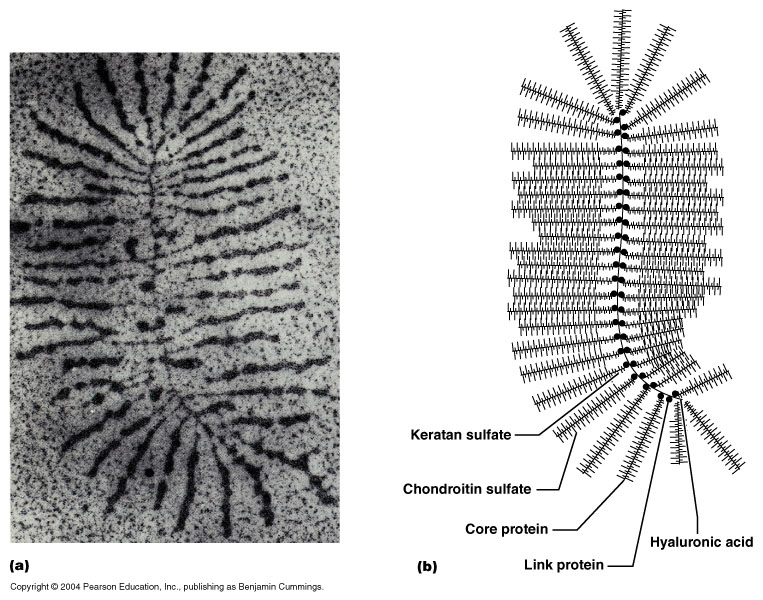 Keratan sulfate
Chondroitin sulfate
Core protein
Hyaluronic acid
Link protein
(a)
(b)
Copyright © 2004 Pearson Education, Inc., publishing as Benjamin Cummings.